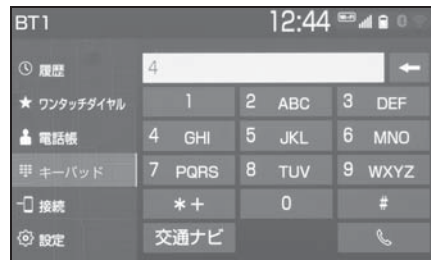 BT1 12:44
履歴
4
ワンタッチダイヤル
1 2 ABC 3 DEF
電話帳
4 GHI 5 JKL 6 MNO
キーパッド
7 PQRS 8 TUV 9 WXYZ
接続
*+ 0 #
設定
交通ナビ